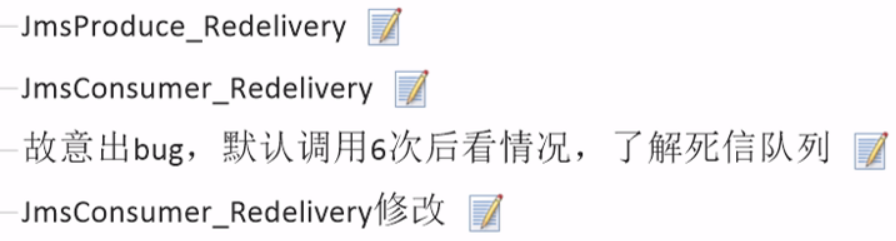 JmsProduce_Redelivery
JmsConsumer_Redelivery
故意出bug，默认调用6次后看情况，了解死信队列
JmsConsumer_Redelivery修改